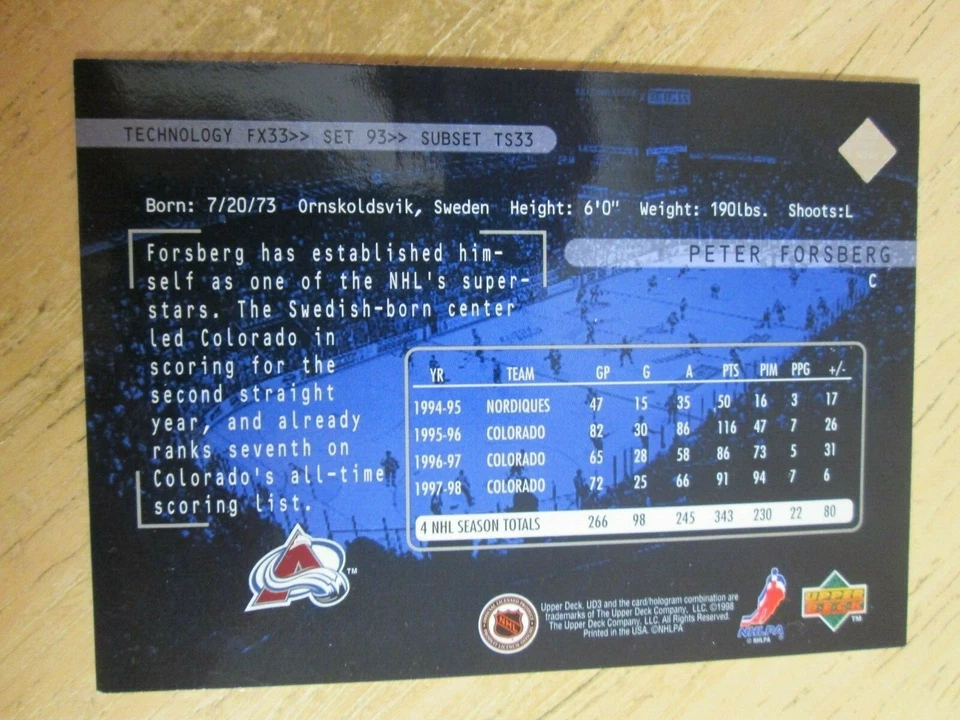 TECHNOLOGY FX33>> SET 93>> SUBSET TS33
Born: 7/20/73 Ornskoldsvik, Sweden Height: 6'0" Weight: 190lbs. Shoots:L
PETER FORSBERG
C
Forsberg has established him-
self as one of the NHL's super-
stars. The Swedish-born center
led Colorado in
scoring for the
second straight
year, and already
ranks seventh on
Colorado's all-time
scoring list.
YR TEAM GP G A PTS PIM PPG +/-
1994-95 NORDIQUES 47 15 35 50 16 3 17
1995-96 COLORADO 82 30 86 116 47 7 26
1996-97 COLORADO 65 28 58 86 73 5 31
1997-98 COLORADO 72 25 66 91 94 7 6
4 NHL SEASON TOTALS 266 98 245 343 230 22 80
A TM
NHL
Upper Deck, UD3 and the card/hologram combination are
trademarks of The Upper Deck Company, LLC. ©1998
The Upper Deck Company, LLC. All Rights Reserved.
Printed in the USA. ©NHLPA
NHLPA
© NHLPA
UPPER
DECK
TM